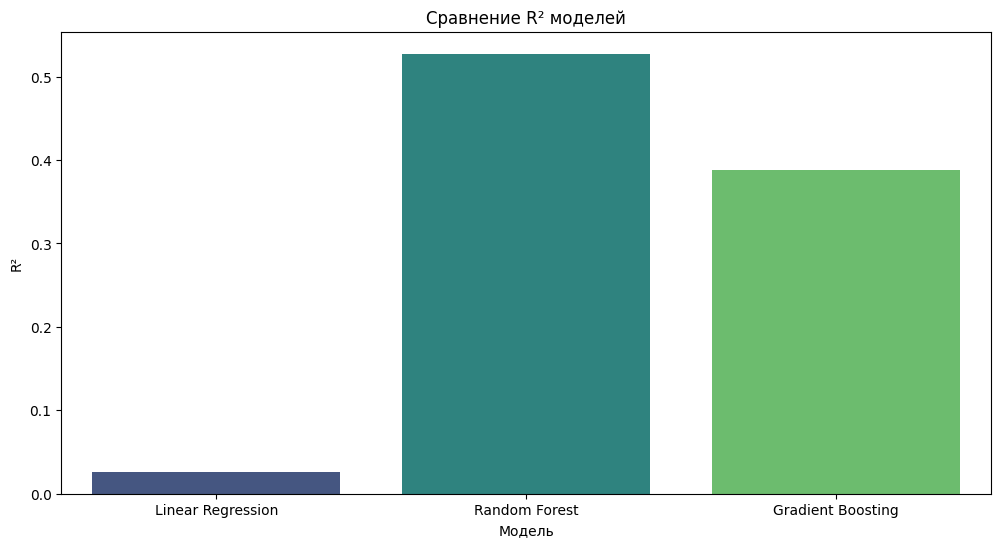 Сравнение R² моделей
R²
0.5
0.4
0.3
0.2
0.1
0.0
Linear Regression
Random Forest
Gradient Boosting
Модель